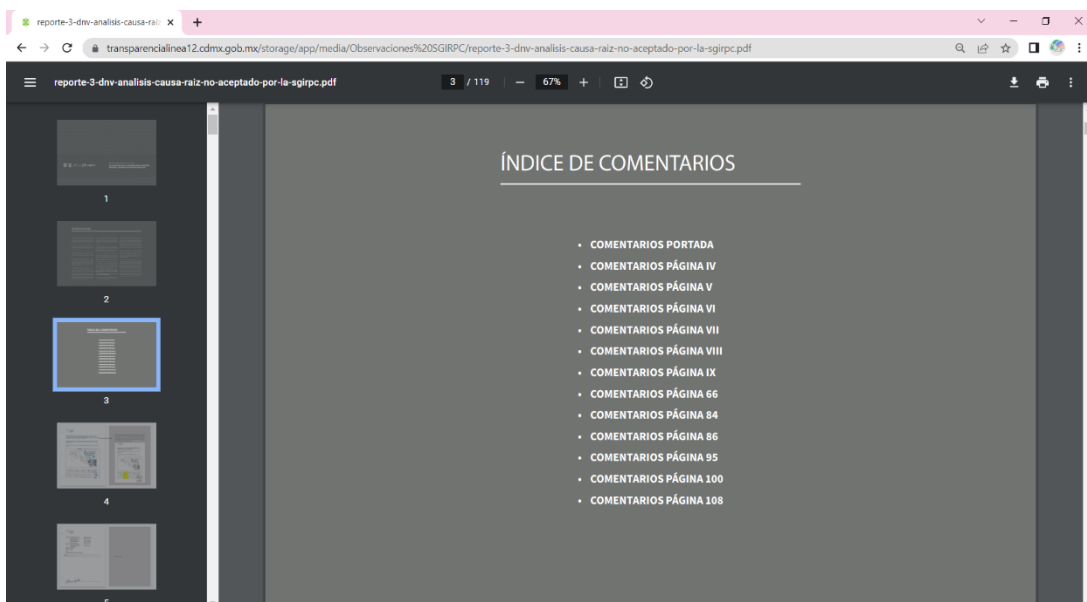 reporte-3-dnv-analisis-causa-rai
transparencialinea12.cdmx.gob.mx/storage/app/media/Observaciones%20SGIRPC/reporte-3-dnv-analisis-causa-raiz-no-aceptado-por-la-sgirpc.pdf
reporte-3-dnv-analisis-causa-raiz-no-aceptado-por-la-sgirpc.pdf
3 / 119
67%
1
2
3
4
5
ÍNDICE DE COMENTARIOS
• COMENTARIOS PORTADA
• COMENTARIOS PÁGINA IV
• COMENTARIOS PÁGINA V
• COMENTARIOS PÁGINA VI
• COMENTARIOS PÁGINA VII
• COMENTARIOS PÁGINA VIII
• COMENTARIOS PÁGINA IX
• COMENTARIOS PÁGINA 66
• COMENTARIOS PÁGINA 84
• COMENTARIOS PÁGINA 86
• COMENTARIOS PÁGINA 95
• COMENTARIOS PÁGINA 100
• COMENTARIOS PÁGINA 108